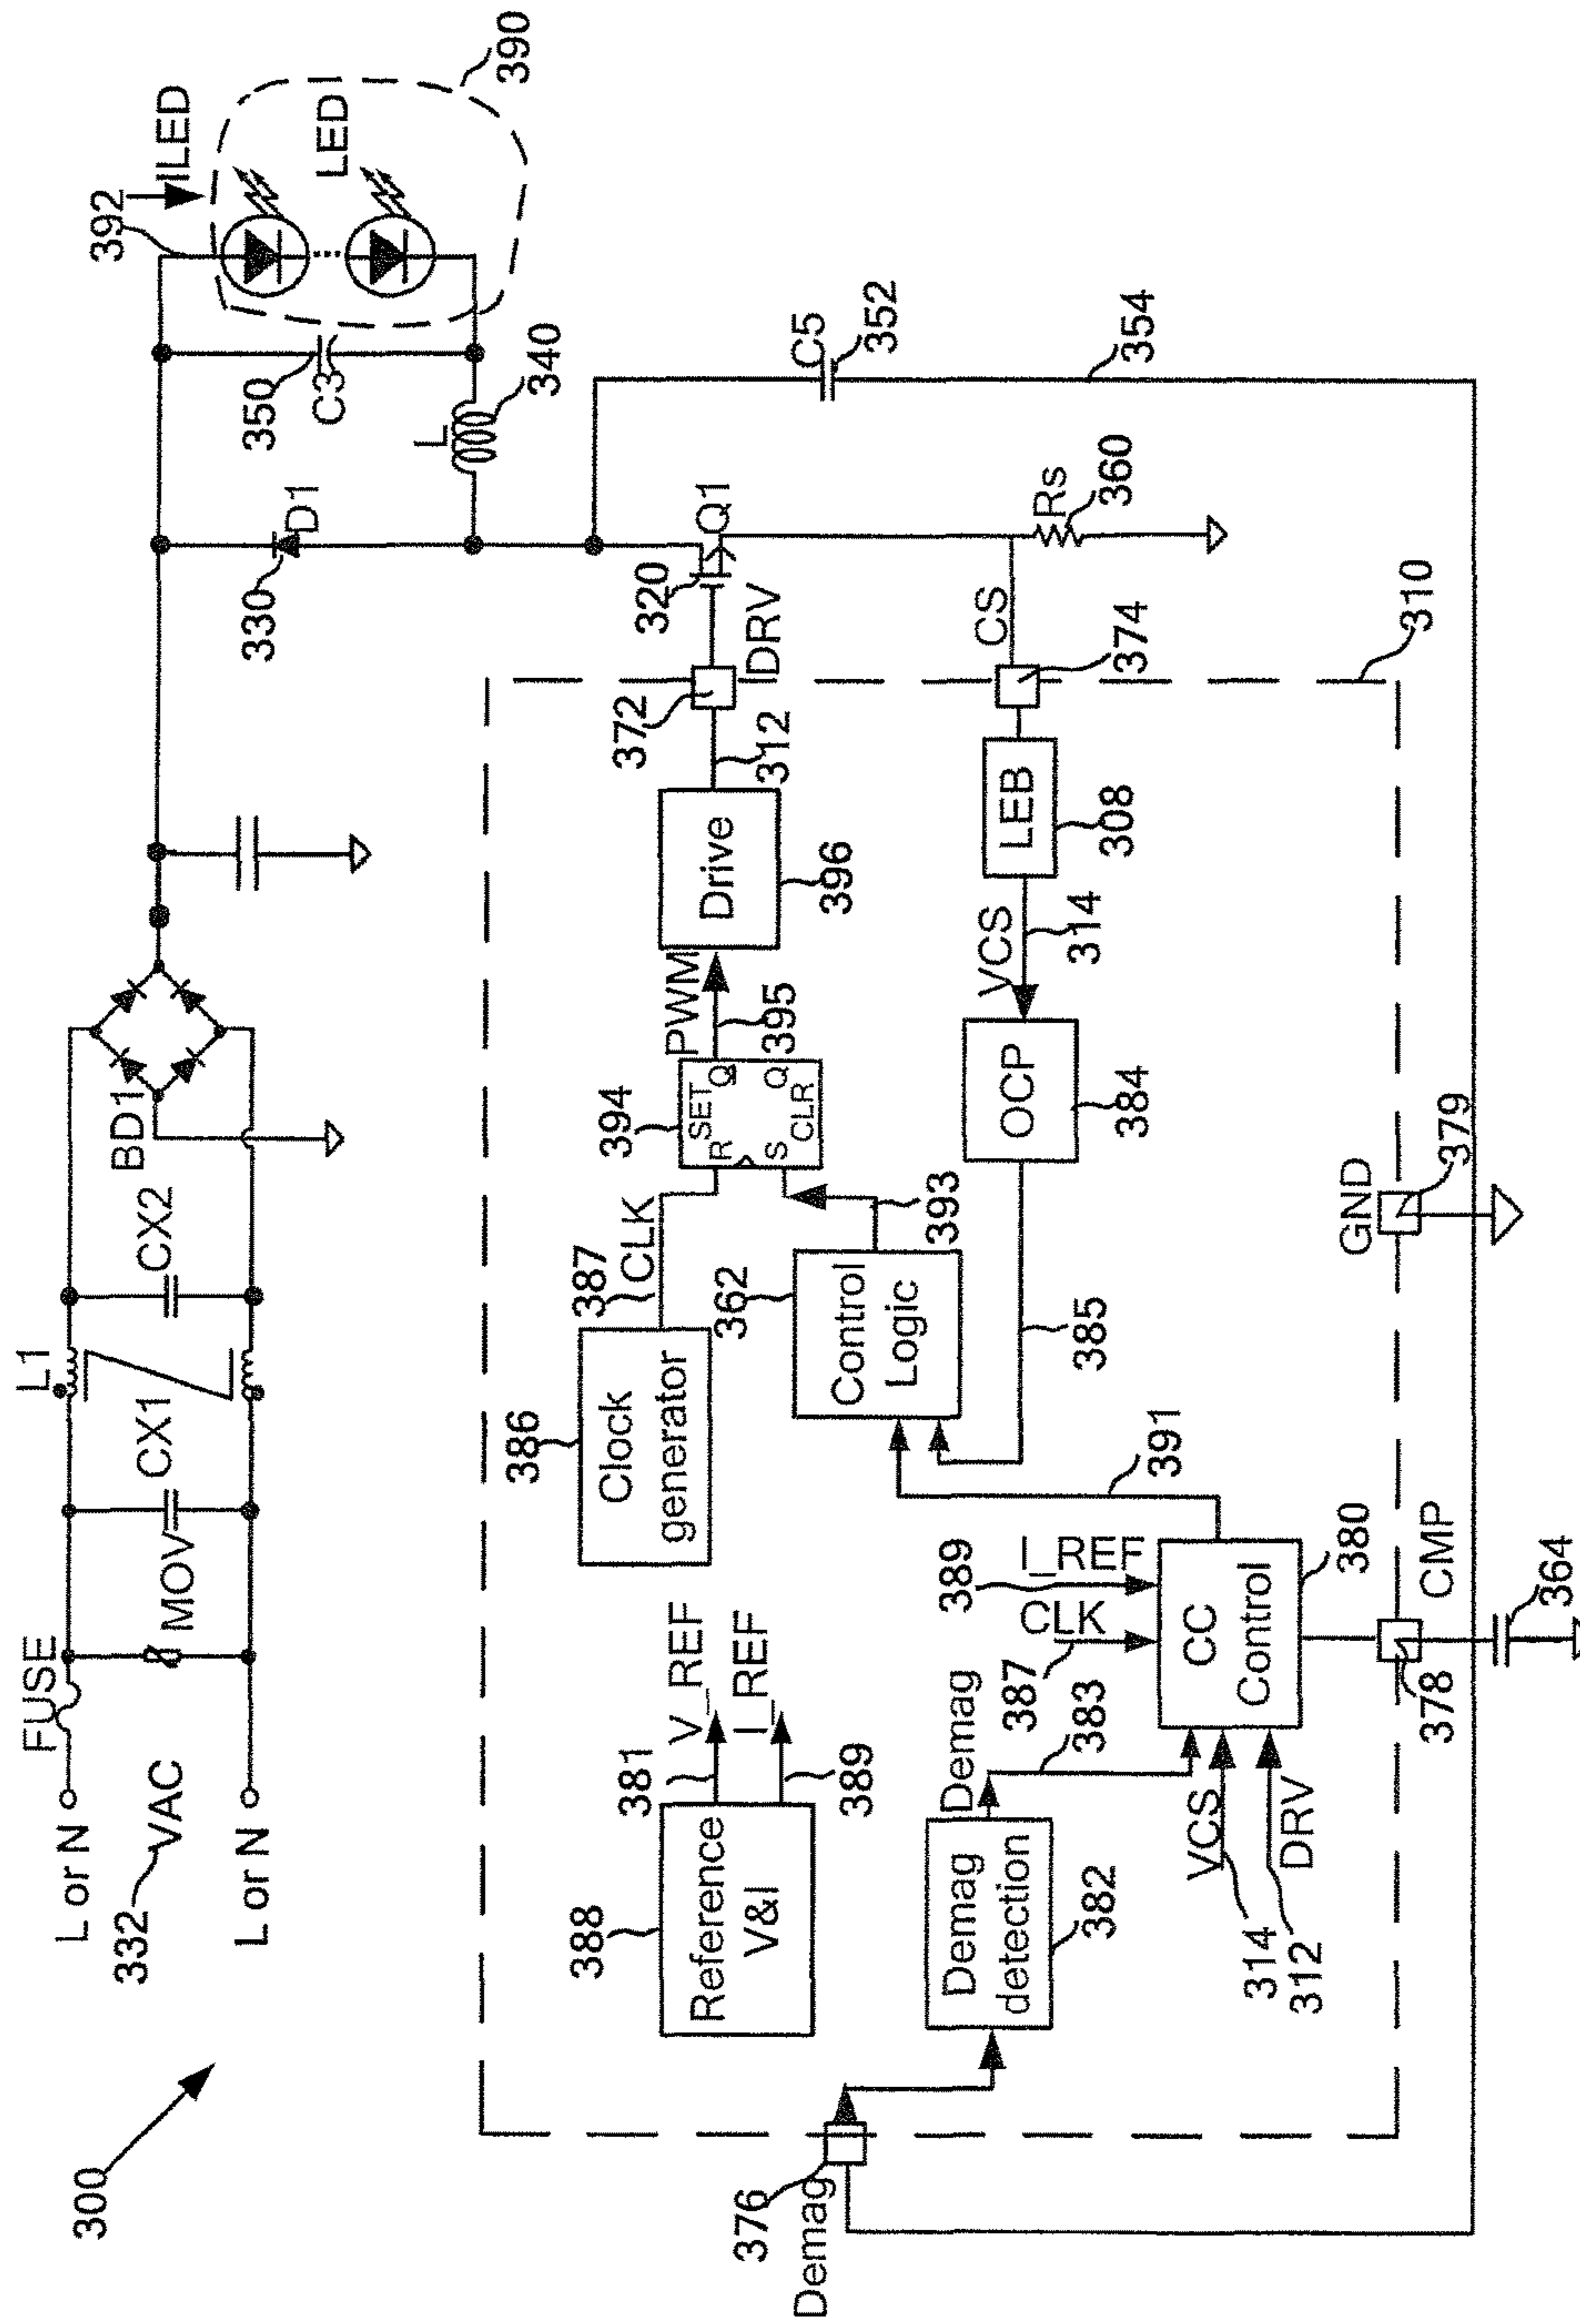 300
L or N
332
VAC
L or N
FUSE
MOV
CX1
L1
CX2
BD1
330
D1
350
C3
L
340
392
ILED
LED
390
C5
352
354
320
Q1
DRV
372
312
Rs
360
CS
374
310
LEB
308
VCS
314
Drive
396
PWM
395
394
SET
R
Q
S
Q
CLR
OCP
384
385
387
CLK
386
Clock
generator
362
Control
Logic
393
391
GND
379
388
Reference
V&I
381
V_REF
I_REF
389
376
Demag
Demag
detection
382
Demag
383
389
I_REF
CLK
387
VCS
314
312
DRV
CC
Control
380
378
CMP
364